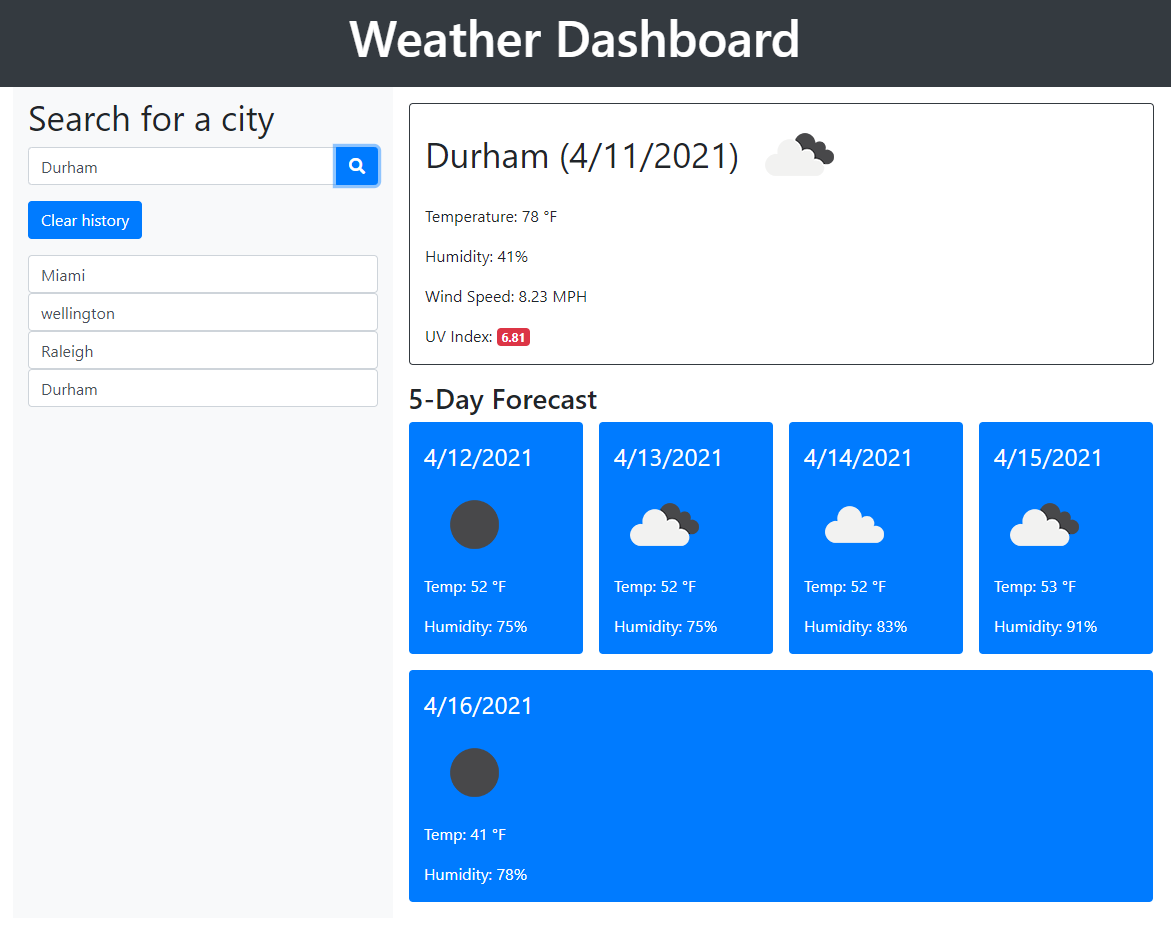 Weather Dashboard
Search for a city
Durham
Clear history
Miami
wellington
Raleigh
Durham
Durham (4/11/2021)
Temperature: 78 °F
Humidity: 41%
Wind Speed: 8.23 MPH
UV Index: 6.81
5-Day Forecast
4/12/2021
Temp: 52 °F
Humidity: 75%
4/13/2021
Temp: 52 °F
Humidity: 75%
4/14/2021
Temp: 52 °F
Humidity: 83%
4/15/2021
Temp: 53 °F
Humidity: 91%
4/16/2021
Temp: 41 °F
Humidity: 78%